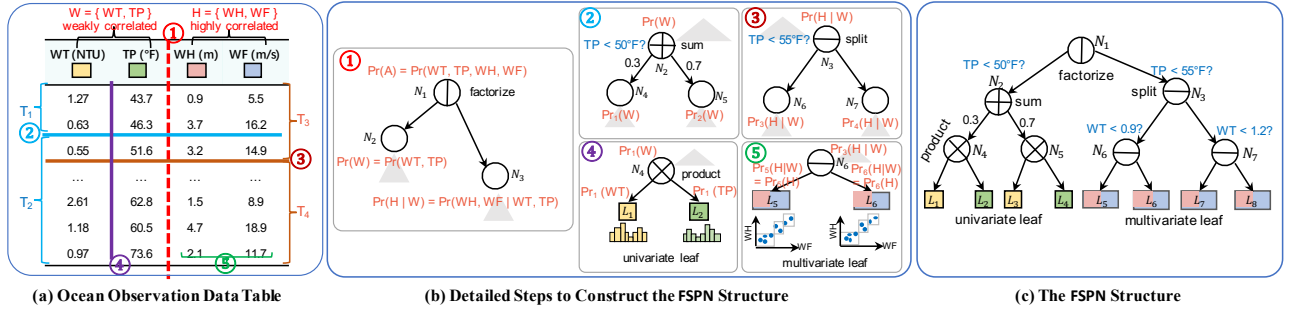 W = { WT, TP }
weakly correlated
H = { WH, WF }
highly correlated
①
WT (NTU) TP (°F) WH (m) WF (m/s)
1.27 43.7 0.9 5.5
0.63 46.3 3.7 16.2
0.55 51.6 3.2 14.9
... ... ... ...
2.61 62.8 1.5 8.9
1.18 60.5 4.7 18.9
0.97 73.6 2.1 11.7
T1
T2
T3
T4
②
③
④
⑤
(a) Ocean Observation Data Table
①
Pr(A) = Pr(WT, TP, WH, WF)
N1
factorize
N2
Pr(W) = Pr(WT, TP)
N3
Pr(H | W) = Pr(WH, WF | WT, TP)
②
Pr(W)
TP < 50°F?
sum
0.3
N2
0.7
N4
N5
Pr1(W)
Pr2(W)
③
Pr(H | W)
TP < 55°F?
split
N3
N6
N7
Pr3(H | W)
Pr4(H | W)
④
Pr1(W)
N4
product
Pr1 (WT)
Pr1 (TP)
L1
L2
univariate leaf
⑤
Pr3(H | W)
N6
Pr5(H|W)
= Pr5(H)
Pr6(H|W)
= Pr6(H)
L5
L6
WH
WF
WH
WF
multivariate leaf
(b) Detailed Steps to Construct the FSPN Structure
N1
factorize
TP < 50°F?
N2
sum
TP < 55°F?
split
N3
0.3
0.7
product
N4
N5
WT < 0.9?
N6
WT < 1.2?
N7
L1 L2 L3 L4 L5 L6 L7 L8
univariate leaf
multivariate leaf
(c) The FSPN Structure